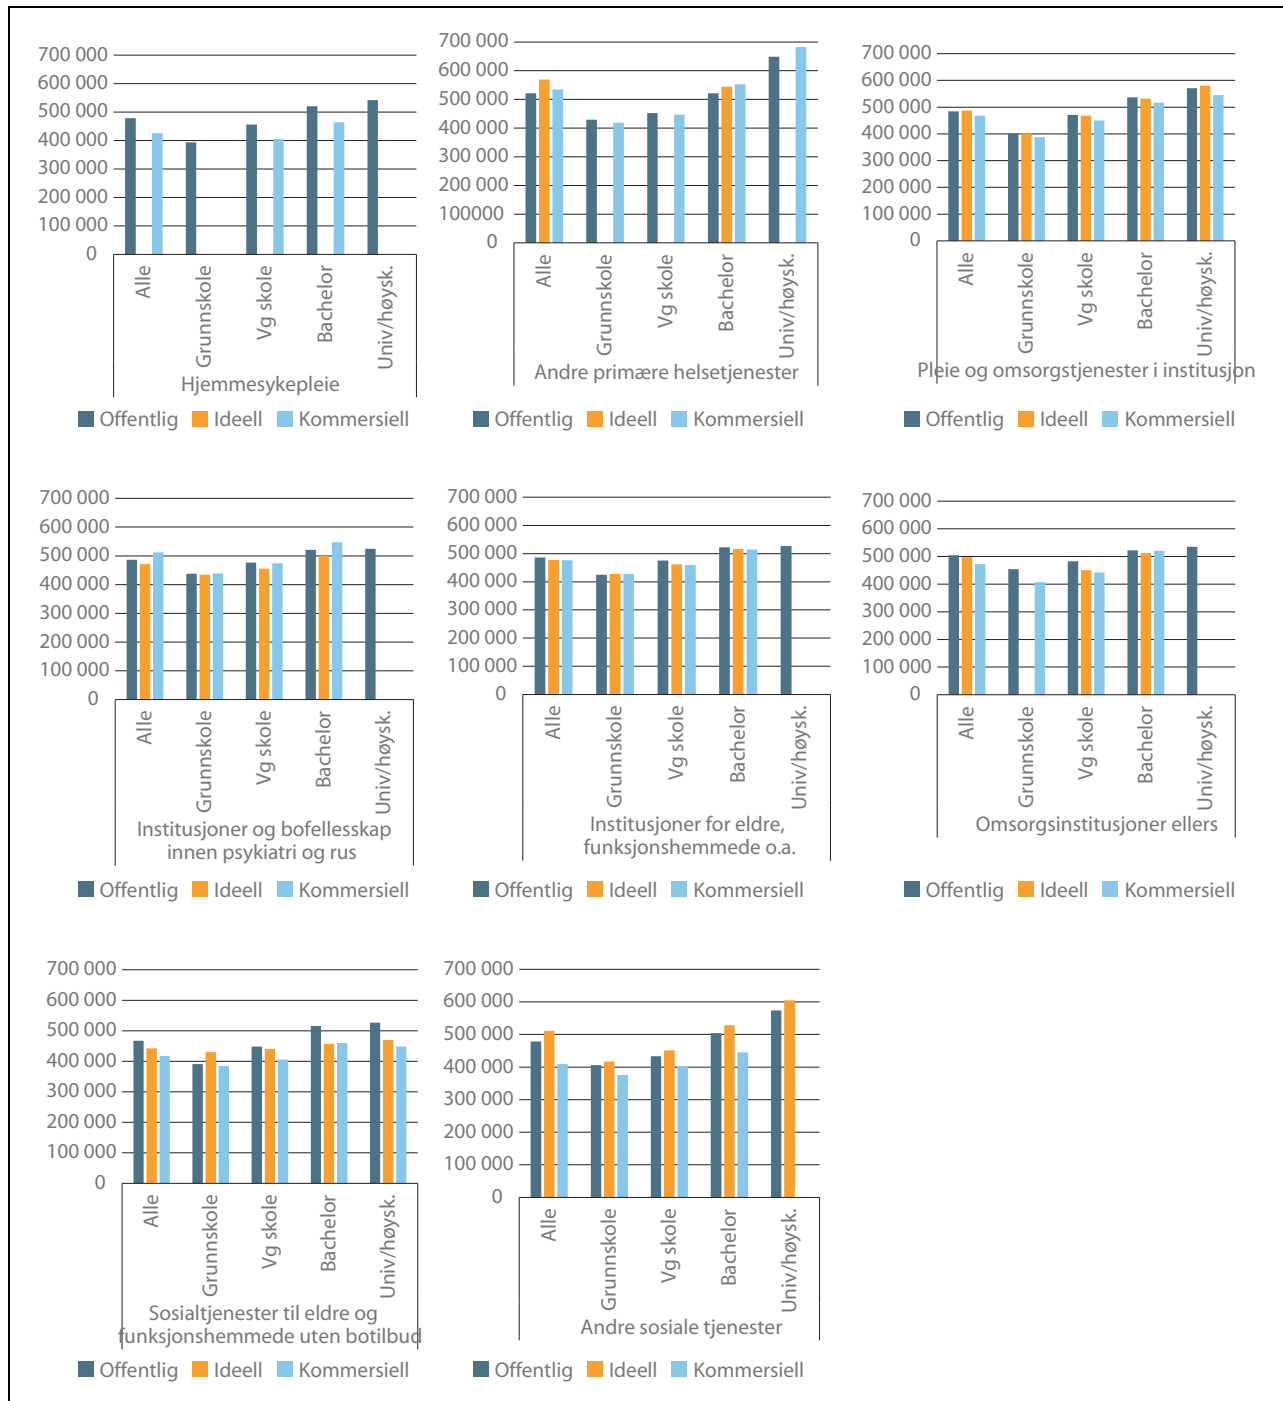 700 000
600 000
500 000
400 000
300 000
200 000
100 000
0
Alle
Grunnskole
Vg skole
Bachelor
Univ/høysk.
Hjemmesykepleie
Offentlig Ideell Kommersiell
700 000
600 000
500 000
400 000
300 000
200 000
100000
0
Alle
Grunnskole
Vg skole
Bachelor
Univ/høysk.
Andre primære helsetjenester
Offentlig Ideell Kommersiell
700 000
600 000
500 000
400 000
300 000
200 000
100 000
0
Alle
Grunnskole
Vg skole
Bachelor
Univ/høysk.
Pleie og omsorgstjenester i institusjon
Offentlig Ideell Kommersiell
700 000
600 000
500 000
400 000
300 000
200 000
100 000
0
Alle
Grunnskole
Vg skole
Bachelor
Univ/høysk.
Institusjoner og bofellesskap
innen psykiatri og rus
Offentlig Ideell Kommersiell
700 000
600 000
500 000
400 000
300 000
200 000
100 000
0
Alle
Grunnskole
Vg skole
Bachelor
Univ/høysk.
Institusjoner for eldre,
funksjonshemmede o.a.
Offentlig Ideell Kommersiell
700 000
600 000
500 000
400 000
300 000
200 000
100 000
0
Alle
Grunnskole
Vg skole
Bachelor
Univ/høysk.
Omsorgsinstitusjoner ellers
Offentlig Ideell Kommersiell
700 000
600 000
500 000
400 000
300 000
200 000
100 000
0
Alle
Grunnskole
Vg skole
Bachelor
Univ/høysk.
Sosialtjenester til eldre og
funksjonshemmede uten botilbud
Offentlig Ideell Kommersiell
700 000
600 000
500 000
400 000
300 000
200 000
100 000
0
Alle
Grunnskole
Vg skole
Bachelor
Univ/høysk.
Andre sosiale tjenester
Offentlig Ideell Kommersiell